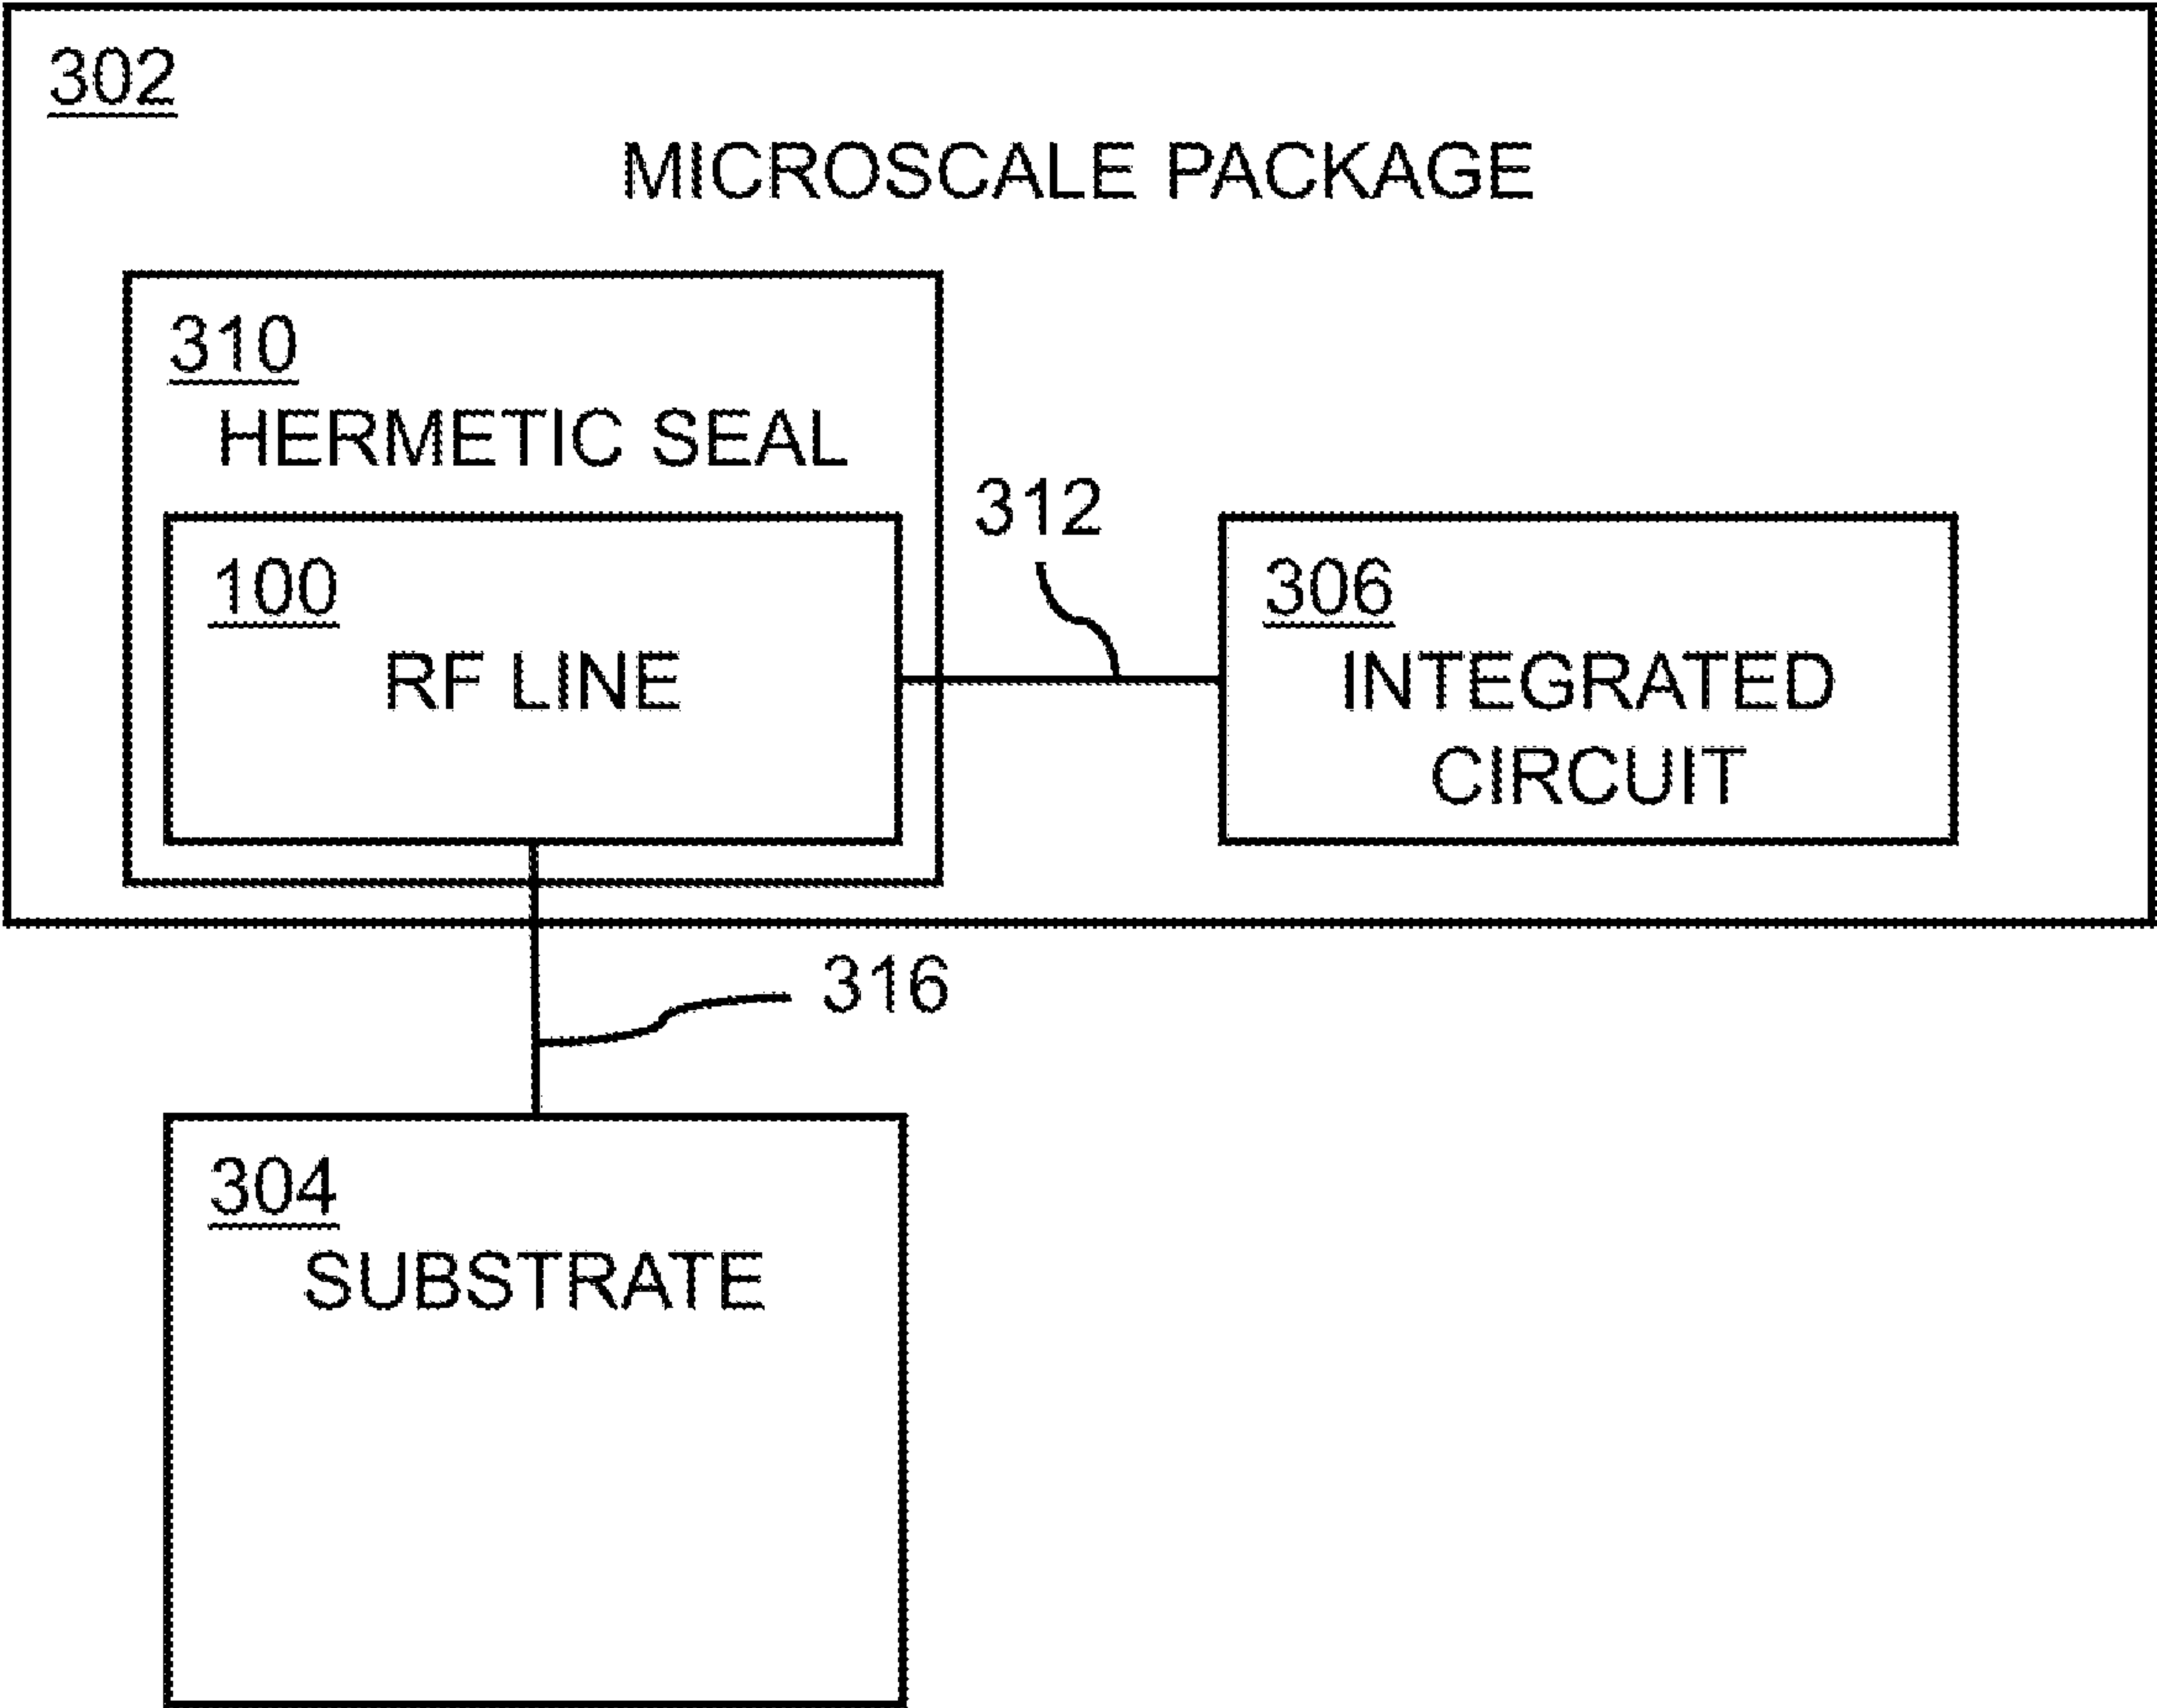 302
MICROSCALE PACKAGE
310
HERMETIC SEAL
312
100
RF LINE
306
INTEGRATED
CIRCUIT
316
304
SUBSTRATE